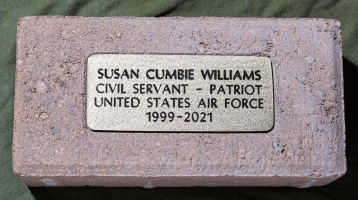 SUSAN CUMBIE WILLIAMS
CIVIL SERVANT - PATRIOT
UNITED STATES AIR FORCE
1999-2021